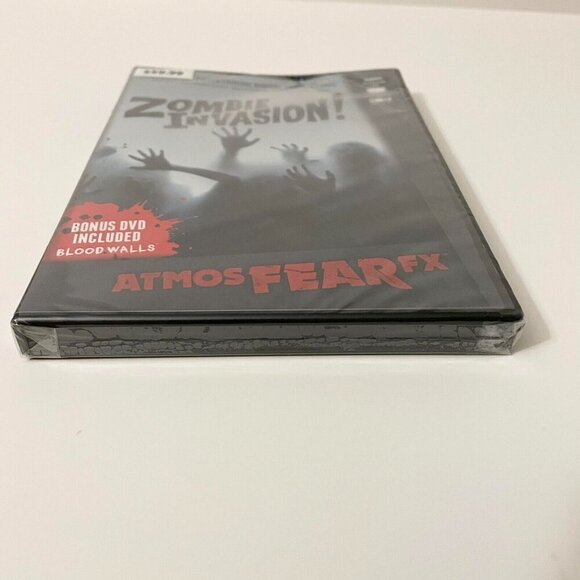 ZOMBIE
INVASION!
BONUS DVD
INCLUDED
BLOOD WALLS
ATMOSFEARFX